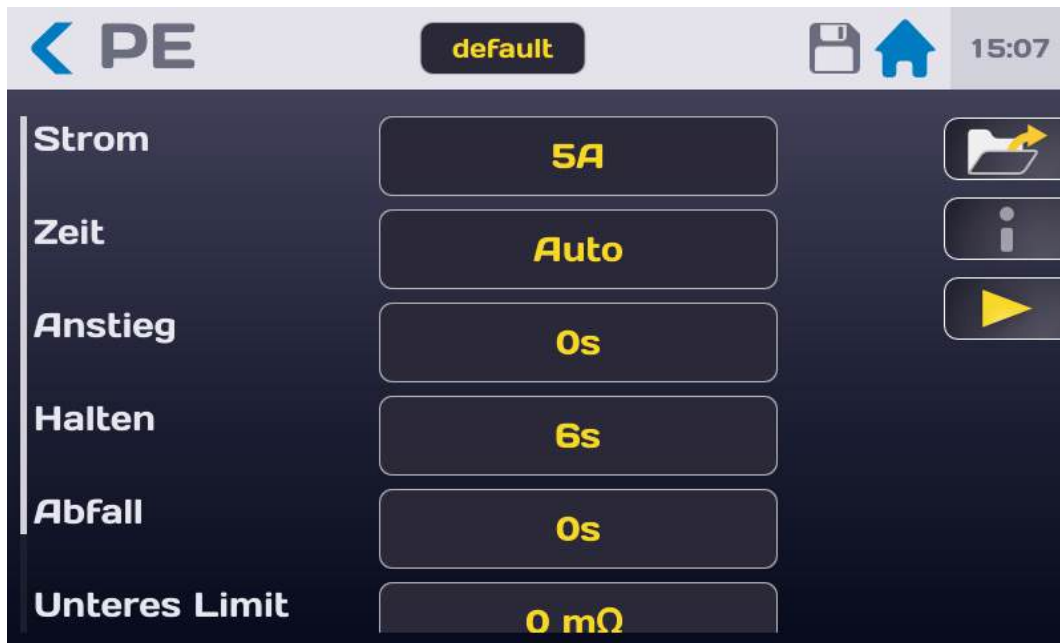 PE default 15:07
Strom 5A
Zeit Auto
Anstieg 0s
Halten 6s
Abfall 0s
Unteres Limit 0 mΩ